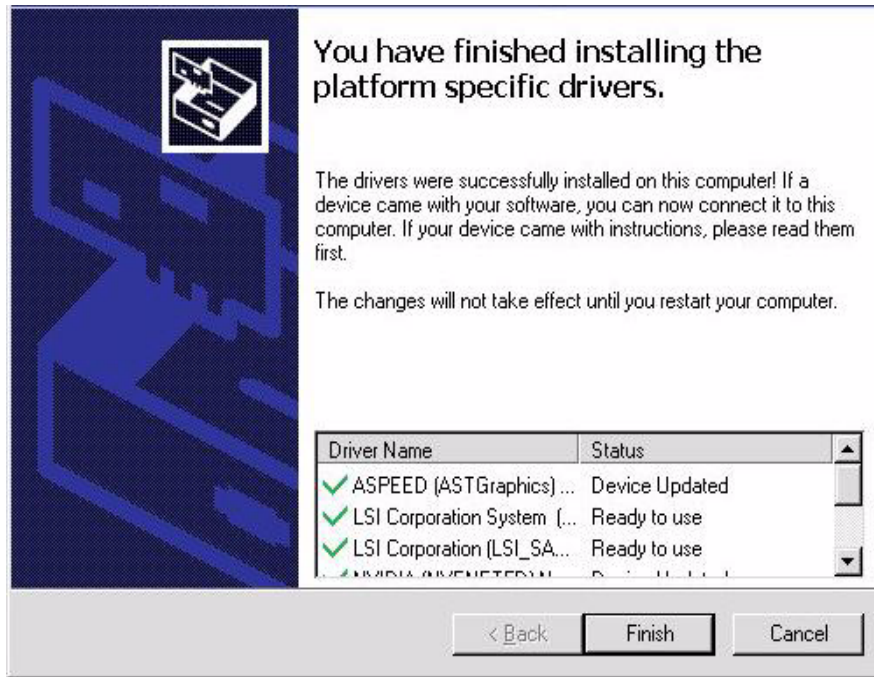 You have finished installing the
platform specific drivers.
The drivers were successfully installed on this computer! If a
device came with your software, you can now connect it to this
computer. If your device came with instructions, please read them
first.
The changes will not take effect until you restart your computer.
Driver Name Status
ASPEED (ASTGraphics) ... Device Updated
LSI Corporation System (... Ready to use
LSI Corporation (LSI_SA... Ready to use
< Back Finish Cancel